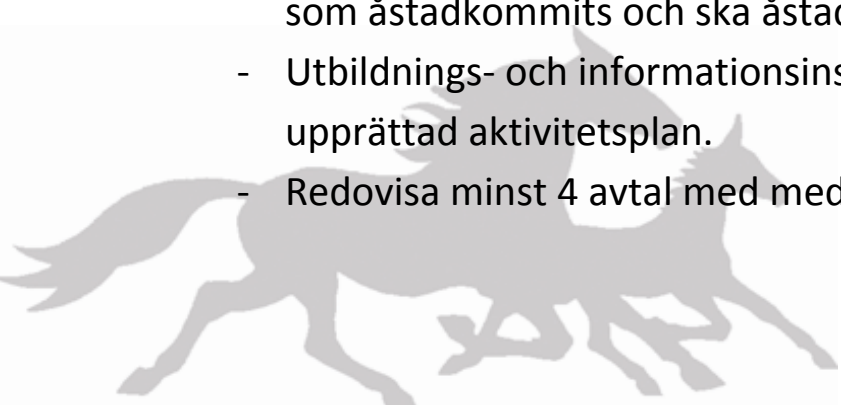 som åstadkommits och ska åstad
- Utbildnings- och informationsins
upprättad aktivitetsplan.
- Redovisa minst 4 avtal med med